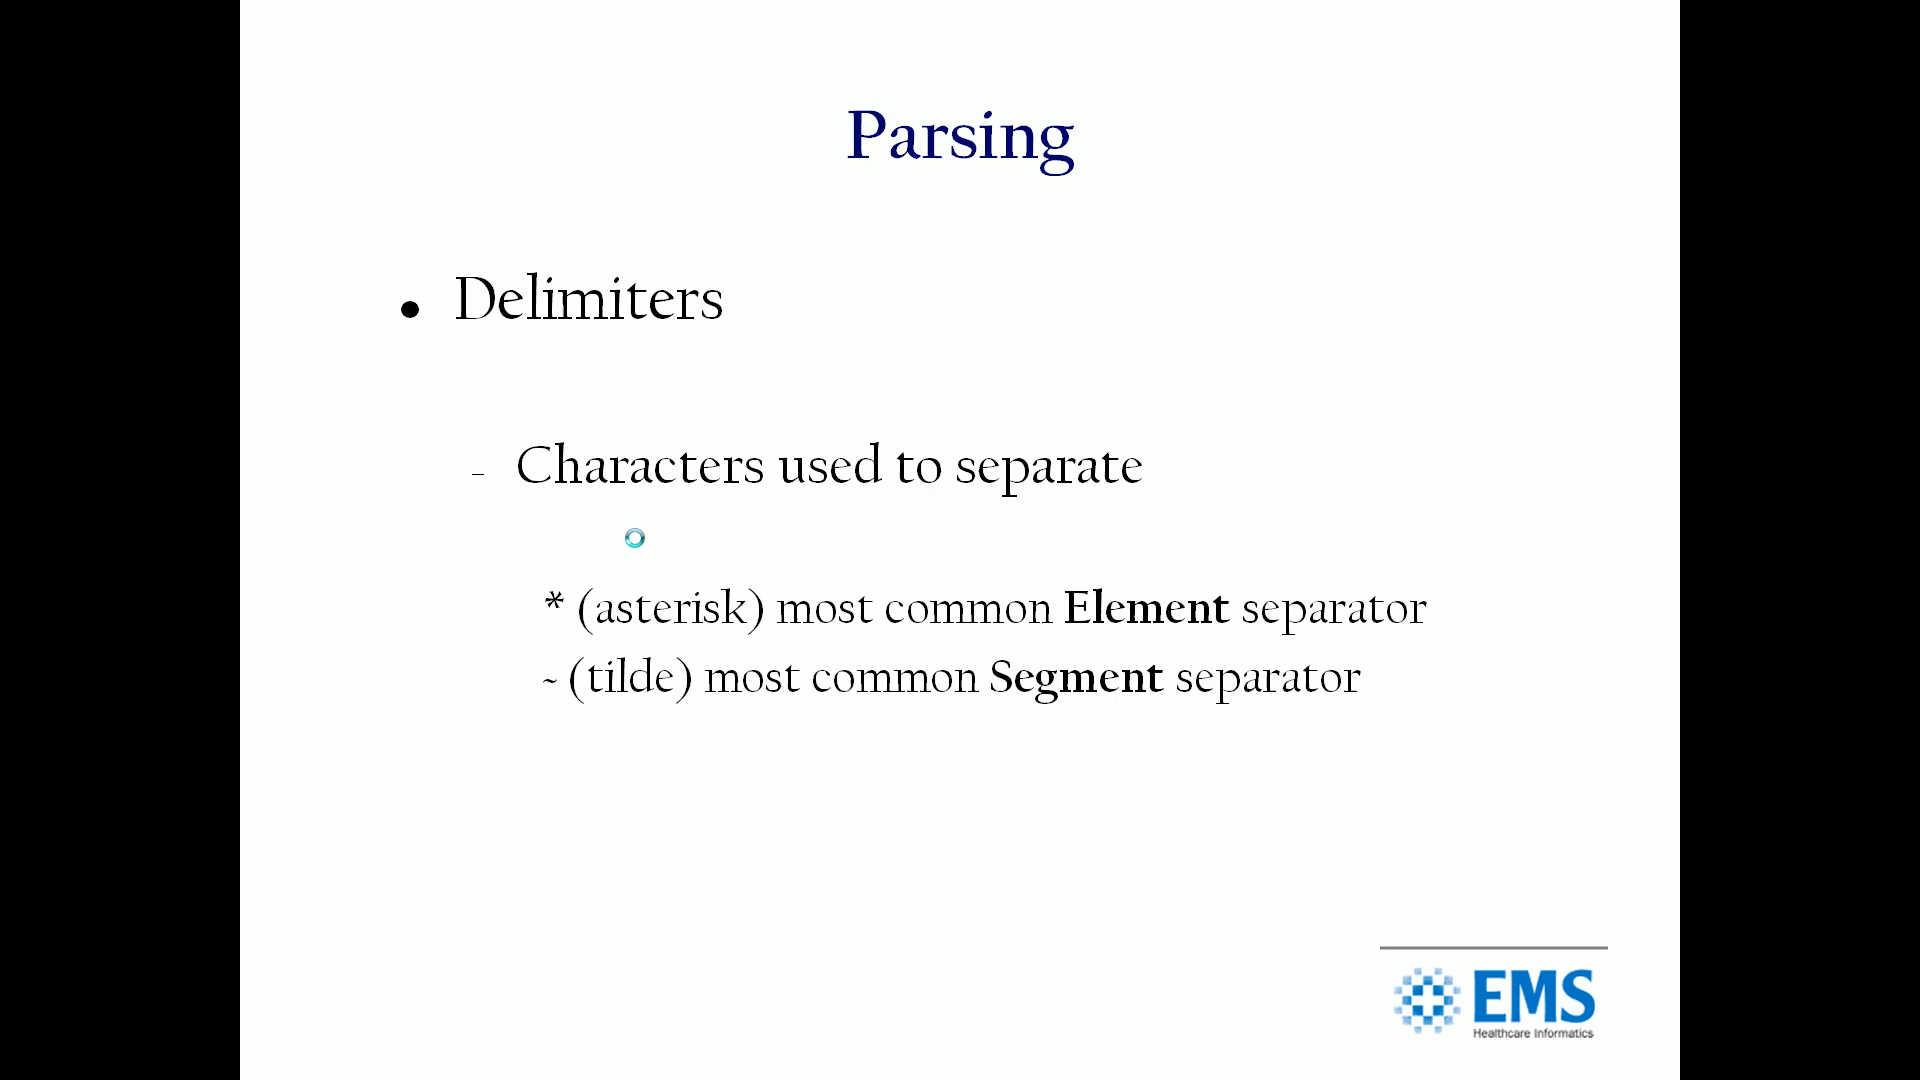 Parsing
• Delimiters
– Characters used to separate
* (asterisk) most common Element separator
~ (tilde) most common Segment separator
EMS
Healthcare Informatics